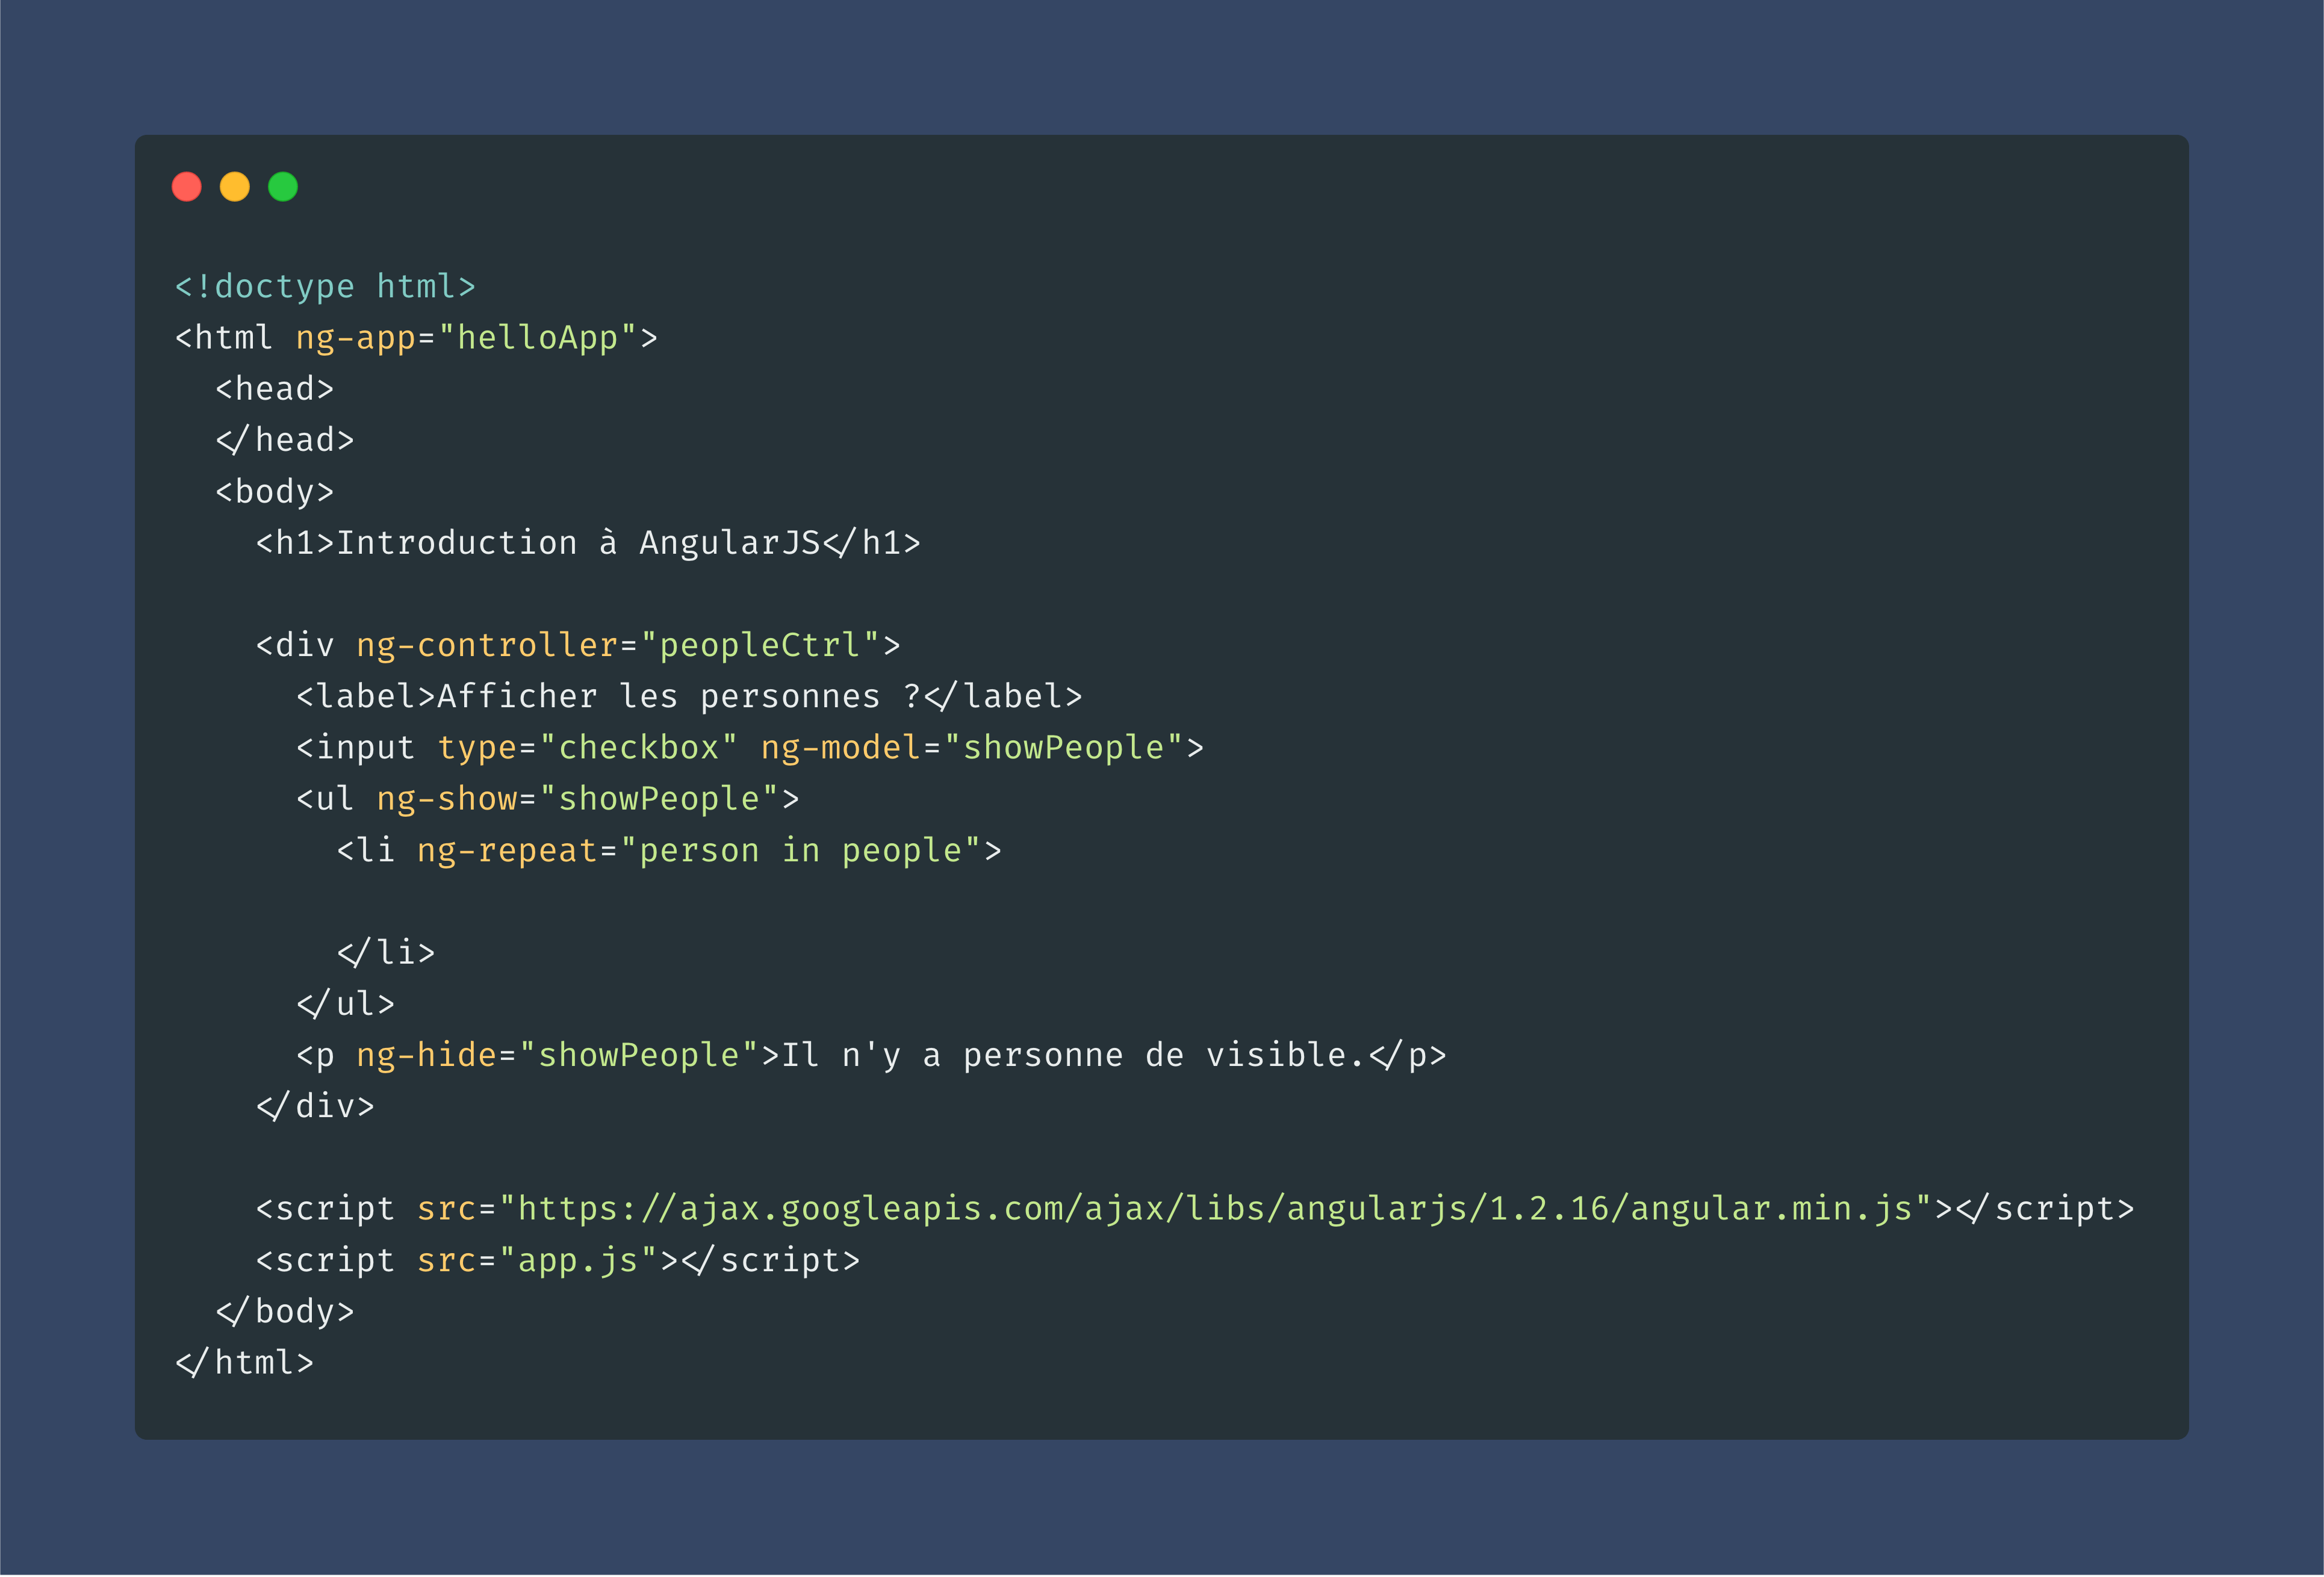 <!doctype html>
<html ng-app="helloApp">
  <head>
  </head>
  <body>
    <h1>Introduction à AngularJS</h1>

    <div ng-controller="peopleCtrl">
      <label>Afficher les personnes ?</label>
      <input type="checkbox" ng-model="showPeople">
      <ul ng-show="showPeople">
        <li ng-repeat="person in people">

        </li>
      </ul>
      <p ng-hide="showPeople">Il n'y a personne de visible.</p>
    </div>

    <script src="https://ajax.googleapis.com/ajax/libs/angularjs/1.2.16/angular.min.js"></script>
    <script src="app.js"></script>
  </body>
</html>